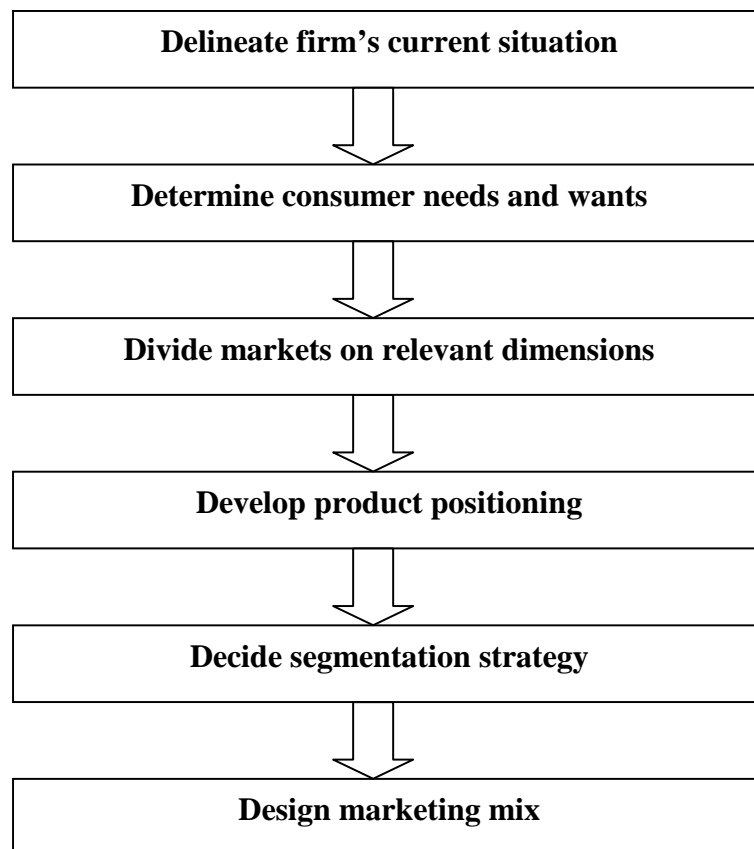 Delineate firm’s current situation
Determine consumer needs and wants
Divide markets on relevant dimensions
Develop product positioning
Decide segmentation strategy
Design marketing mix